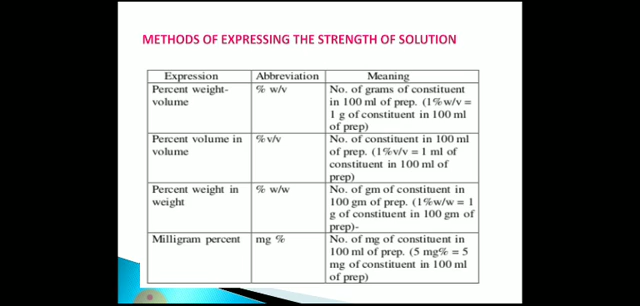 METHODS OF EXPRESSING THE STRENGTH OF SOLUTION
Expression Abbreviation Meaning
Percent weight- % w/v No. of grams of constituent
volume in 100 ml of prep. (1%w/v =
1 g of constituent in 100 ml
of prep)
Percent volume in %v/v No. of constituent in 100 ml
volume of prep. (1%v/v = 1 ml of
constituent in 100 ml of
prep)
Percent weight in % w/w No. of gm of constituent in
weight 100 gm of prep. (1%w/w = 1
g of constituent in 100 gm of
prep)-
Milligram percent mg % No. of mg of constituent in
100 ml of prep. (5 mg% = 5
mg of constituent in 100 ml
of prep)